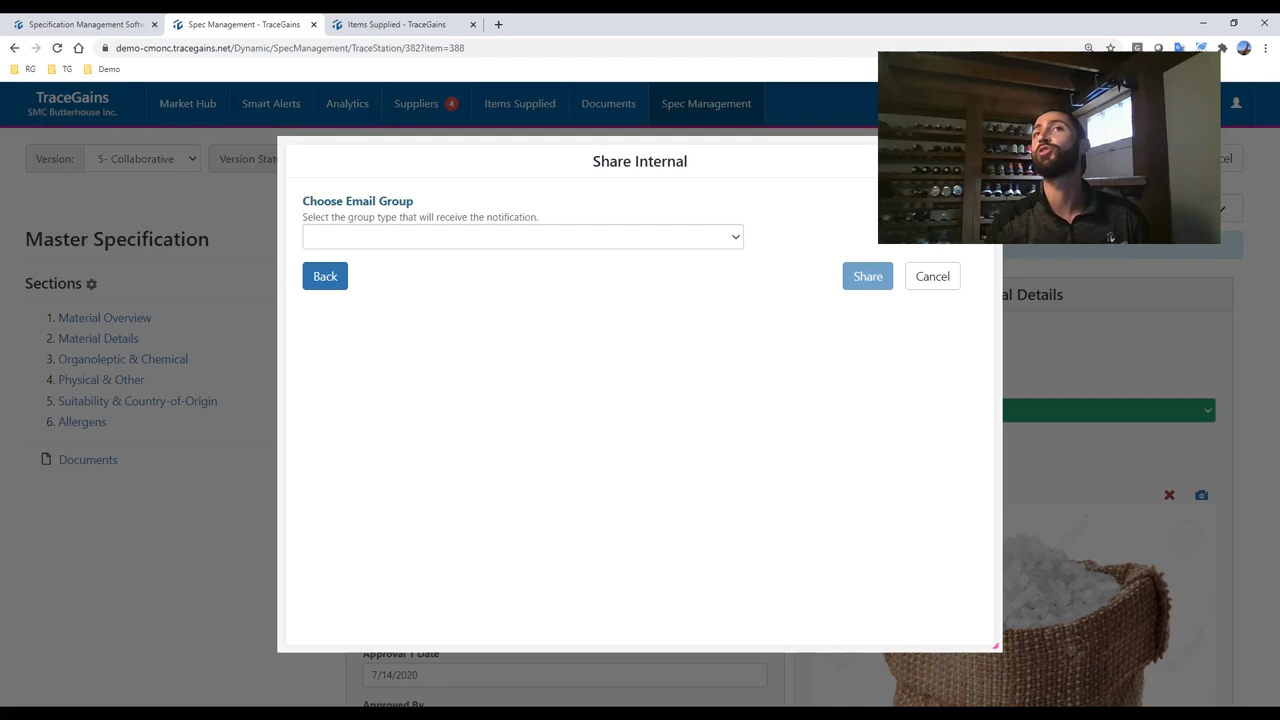 Specification Management Softw
Spec Management - TraceGains
Items Supplied - TraceGains
demo-cmonc.tracegains.net/Dynamic/SpecManagement/TraceStation/382?item=388
RG
TG
Demo
TraceGains
SMC Butterhouse Inc.
Market Hub
Smart Alerts
Analytics
Suppliers 4
Items Supplied
Documents
Spec Management
Version:
5- Collaborative
Version Stat
cel
Share Internal
Choose Email Group
Select the group type that will receive the notification.
Back
Share
Cancel
Master Specification
Sections
1. Material Overview
2. Material Details
3. Organoleptic & Chemical
4. Physical & Other
5. Suitability & Country-of-Origin
6. Allergens
Documents
al Details
Approval 1 Date
7/14/2020
Approved By